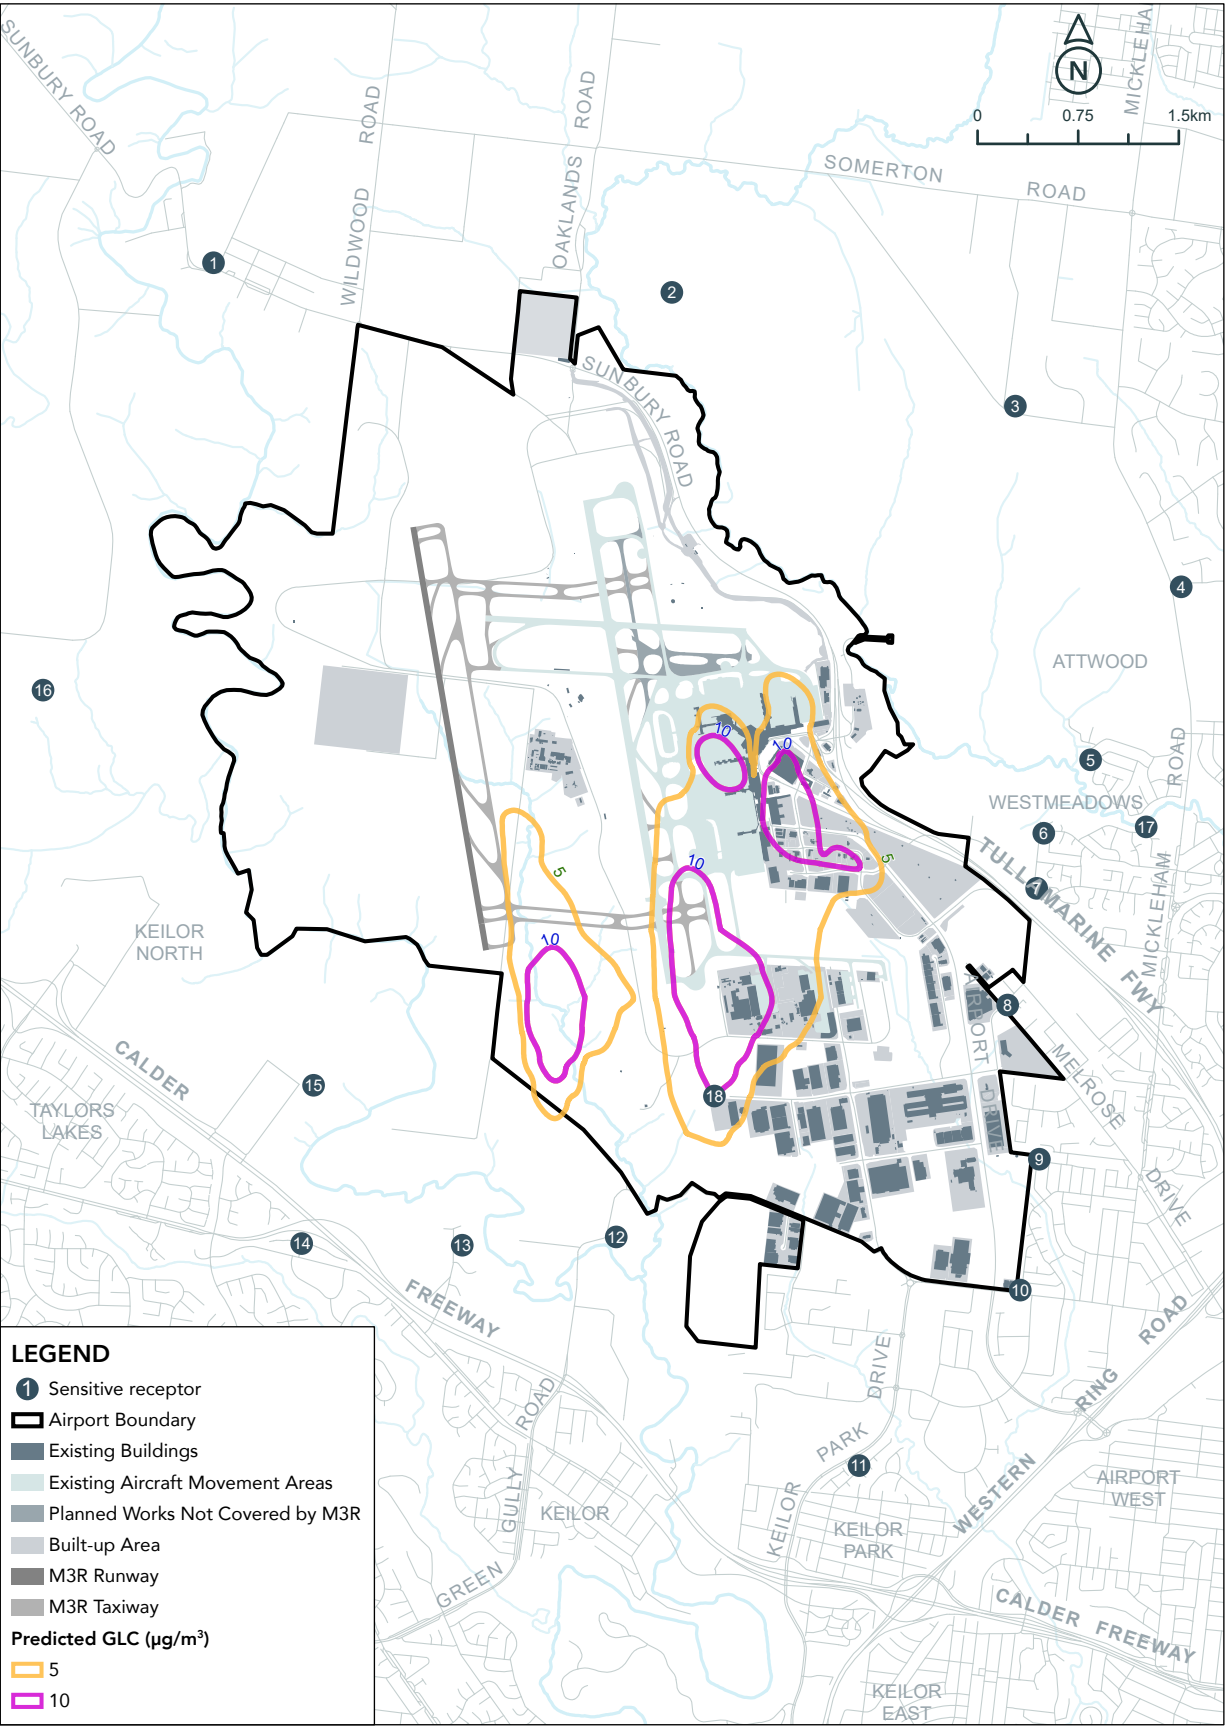 SUNBURY ROAD
WILDWOOD
ROAD
OAKLANDS
ROAD
N
MICKLEHA
0
0.75
1.5km
SOMERTON
ROAD
1
2
SUNBURY ROAD
3
4
ATTWOOD
16
5
ROAD
WESTMEADOWS
6
17
10
10
5
5
10
10
TULLAMARINE FWY
7
MICKLEHAM
KEILOR
NORTH
8
AIRPORT
DRIVE
MELROSE
DRIVE
CALDER
FREEWAY
15
TAYLORS
LAKES
18
9
14
13
12
10
GULLY
ROAD
GREEN
KEILOR
DRIVE
PARK
KEILOR
11
KEILOR
PARK
WESTERN
RING
ROAD
AIRPORT
WEST
CALDER FREEWAY
KEILOR
EAST
LEGEND
1 Sensitive receptor
Airport Boundary
Existing Buildings
Existing Aircraft Movement Areas
Planned Works Not Covered by M3R
Built-up Area
M3R Runway
M3R Taxiway
Predicted GLC (µg/m³)
5
10